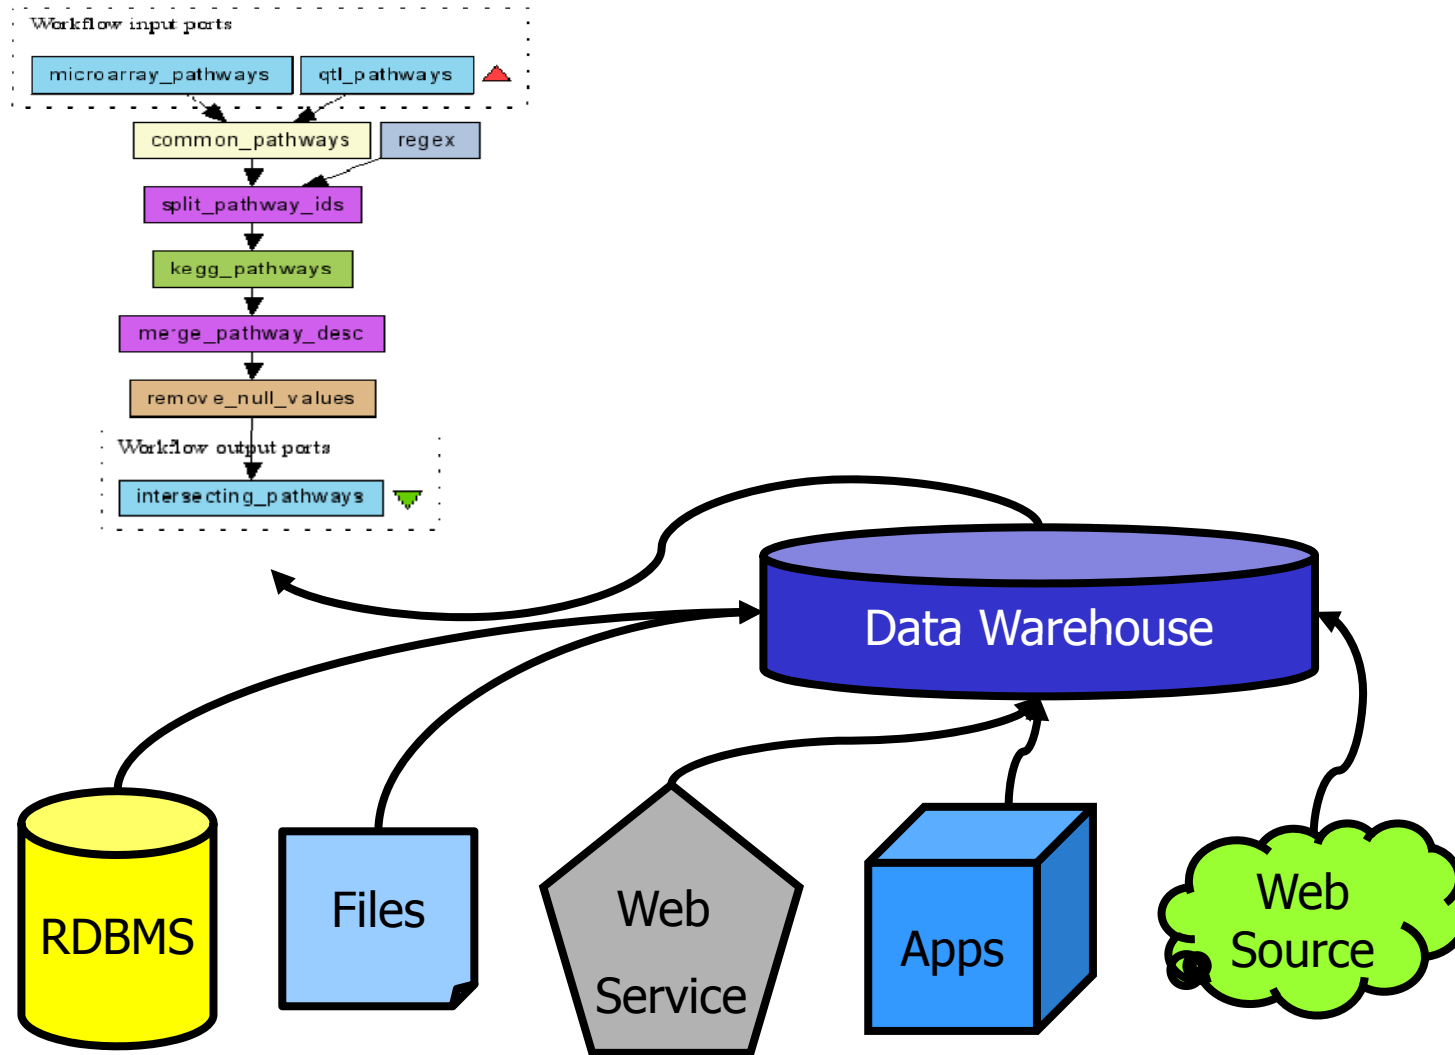 Workflow input ports
microarray_pathways
qtl_pathways
common_pathways
regex
split_pathway_ids
kegg_pathways
merge_pathway_desc
remove_null_values
Workflow output ports
intersecting_pathways
Data Warehouse
RDBMS
Files
Web
Service
Apps
Web
Source